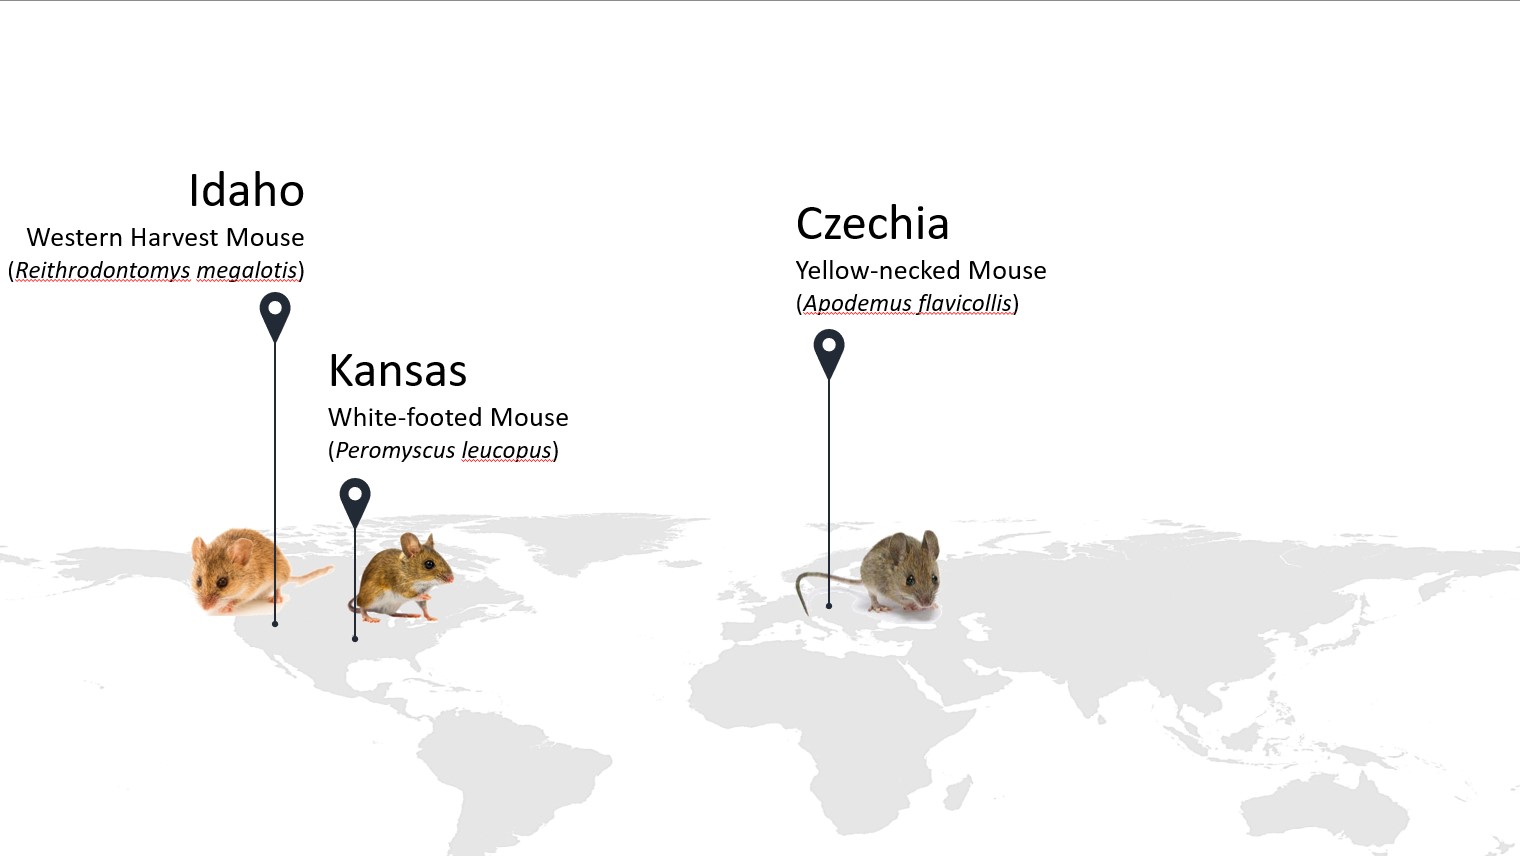 Idaho
Western Harvest Mouse
(Reithrodontomys megalotis)
Kansas
White-footed Mouse
(Peromyscus leucopus)
Czechia
Yellow-necked Mouse
(Apodemus flavicollis)